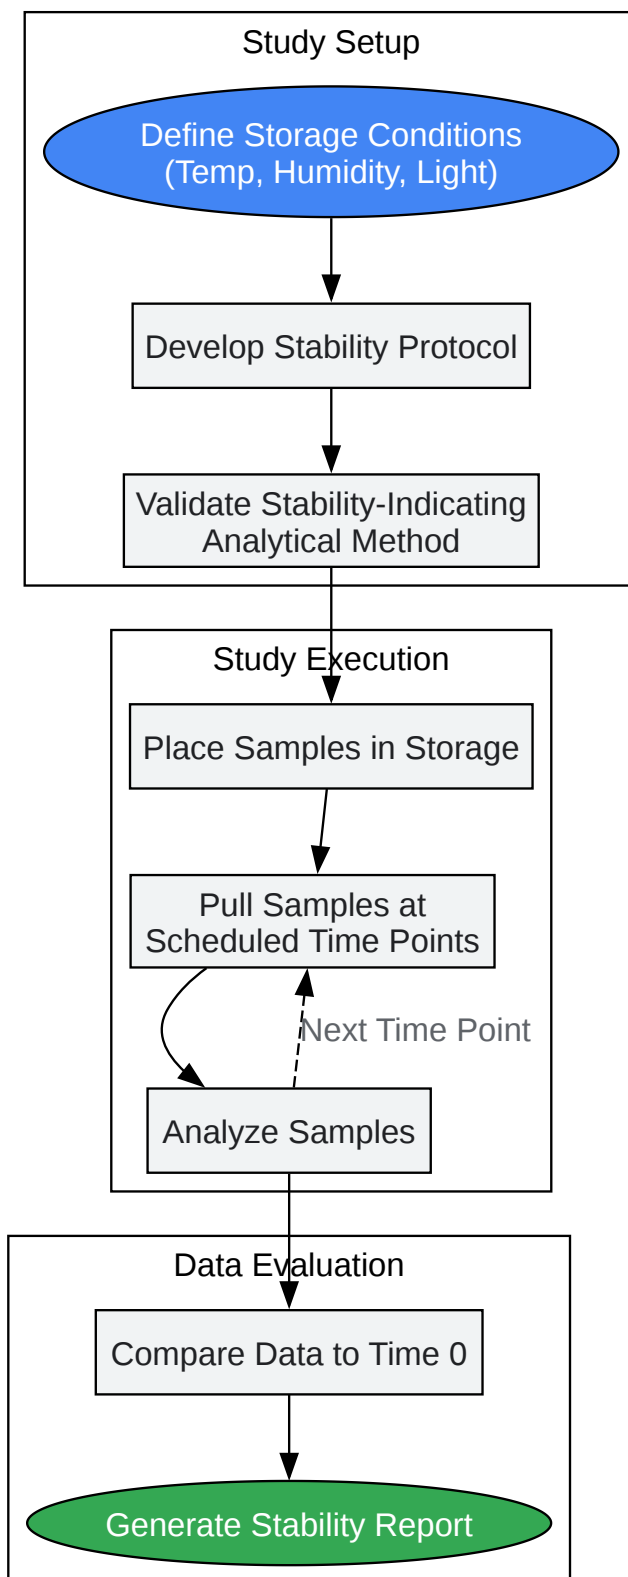 Study Setup
Define Storage Conditions
(Temp, Humidity, Light)
Develop Stability Protocol
Validate Stability-Indicating
Analytical Method
Study Execution
Place Samples in Storage
Pull Samples at
Scheduled Time Points
Next Time Point
Analyze Samples
Data Evaluation
Compare Data to Time 0
Generate Stability Report